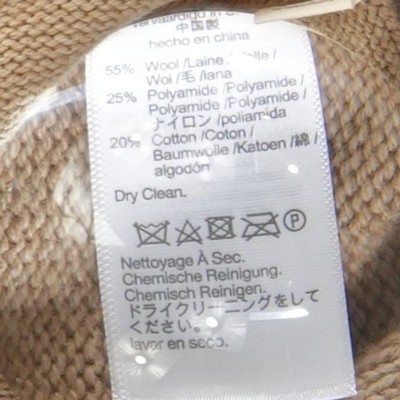 vervaardigd in C
中国製
hecho en china
55% Wool /Laine /Wolle /
Wol /毛 /lana
25% Polyamide /Polyamide /
Polyamide /Polyamide /
ナイロン /poliamida
20% Cotton /Coton /
Baumwolle /Katoen /綿 /
algodón
Dry Clean.
P
Nettoyage À Sec.
Chemische Reinigung.
Chemisch Reinigen.
ドライクリーニングをして
ください。
lavar en seco.